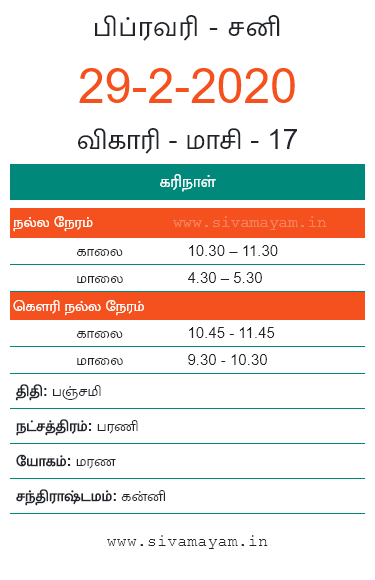 பிப்ரவரி - சனி
29-2-2020
விகாரி - மாசி - 17
கரிநாள்
நல்ல நேரம் www.sivamayam.in
காலை 10.30 – 11.30
மாலை 4.30 – 5.30
கௌரி நல்ல நேரம்
காலை 10.45 - 11.45
மாலை 9.30 - 10.30
திதி: பஞ்சமி
நட்சத்திரம்: பரணி
யோகம்: மரண
சந்திராஷ்டமம்: கன்னி
www.sivamayam.in